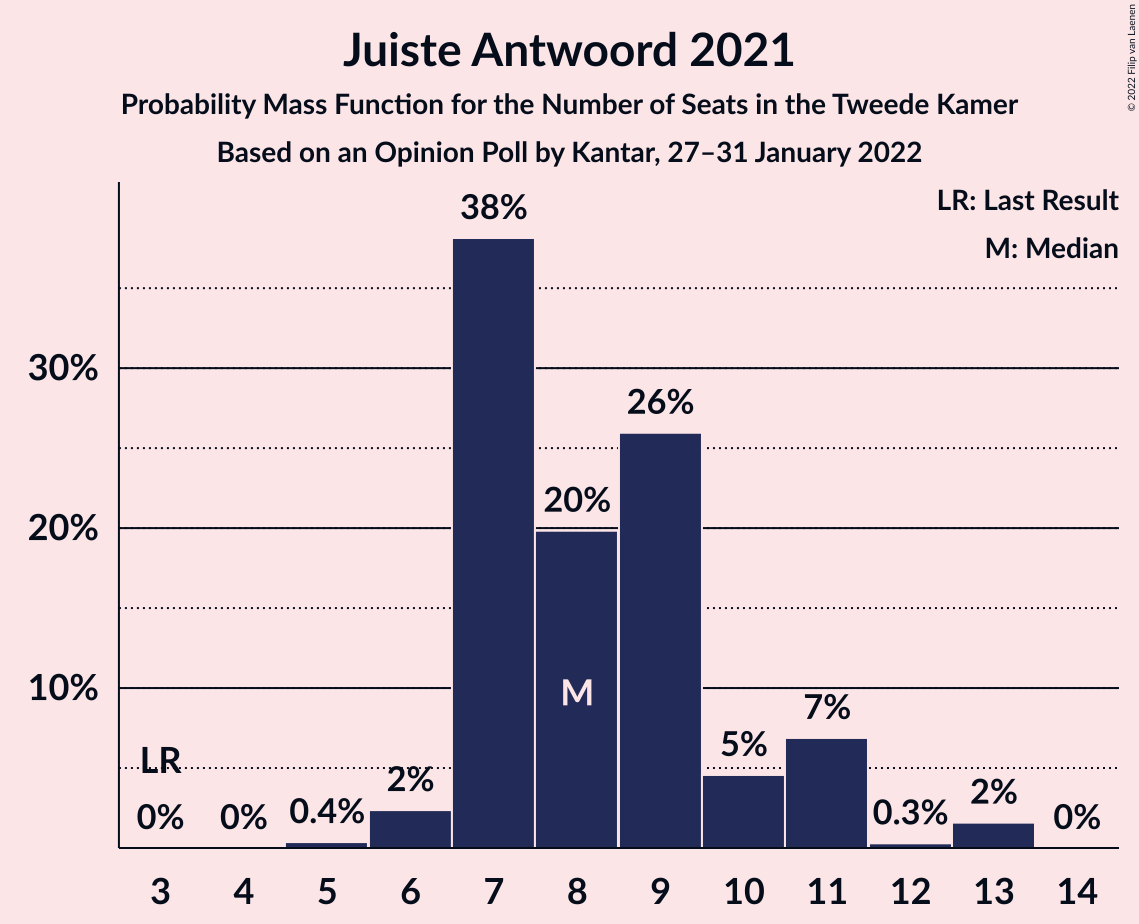 Juiste Antwoord 2021
Probability Mass Function for the Number of Seats in the Tweede Kamer
Based on an Opinion Poll by Kantar, 27–31 January 2022
© 2022 Filip van Laenen
LR: Last Result
M: Median
38%
30%
26%
20%
20%
10%
M
7%
5%
LR
2%
2%
0% 0% 0.4% 0.3% 0%
3 4 5 6 7 8 9 10 11 12 13 14